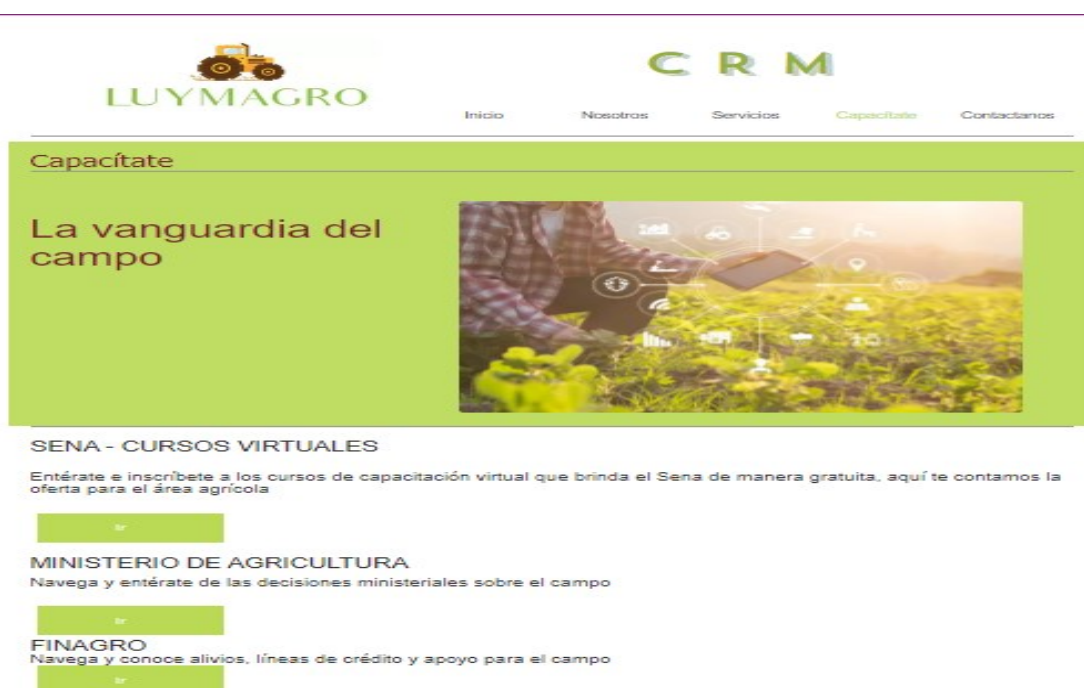 LUYMAGRO
CRM
Inicio Nosotros Servicios Capacítate Contactanos
Capacítate
La vanguardia del
campo
SENA - CURSOS VIRTUALES
Entérate e inscríbete a los cursos de capacitación virtual que brinda el Sena de manera gratuita, aquí te contamos la
oferta para el área agrícola
Ir
MINISTERIO DE AGRICULTURA
Navega y entérate de las decisiones ministeriales sobre el campo
Ir
FINAGRO
Navega y conoce alivios, líneas de crédito y apoyo para el campo
Ir